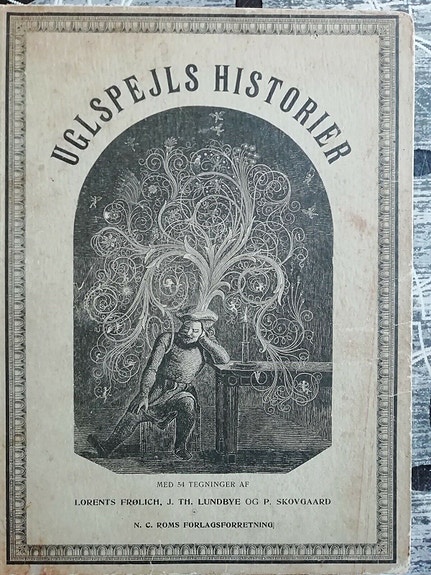 UGLSPEJLS HISTORIER
MED 54 TEGNINGER AF
LORENTS FRØLICH, J. TH. LUNDBYE OG P. SKOVGAARD
N. C. ROMS FORLAGSFORRETNING